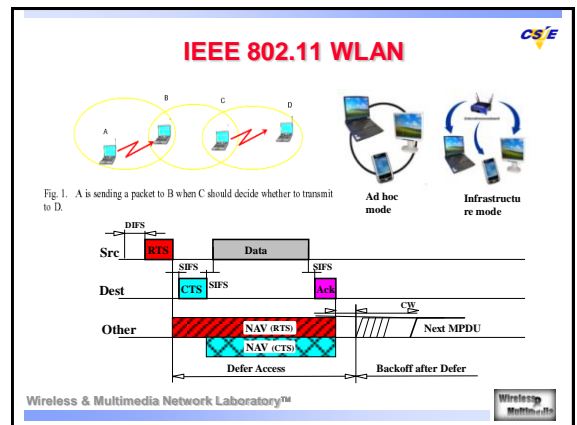 CS/E
IEEE 802.11 WLAN
A
B
C
D
Fig. 1. A is sending a packet to B when C should decide whether to transmit
to D.
Ad hoc
mode
Infrastructu
re mode
DIFS
Src
RTS
Data
SIFS
SIFS
SIFS
Dest
CTS
Ack
CW
Other
NAV (RTS)
Next MPDU
NAV (CTS)
Defer Access
Backoff after Defer
Wireless & Multimedia Network Laboratory™
Wireless
Multimedia